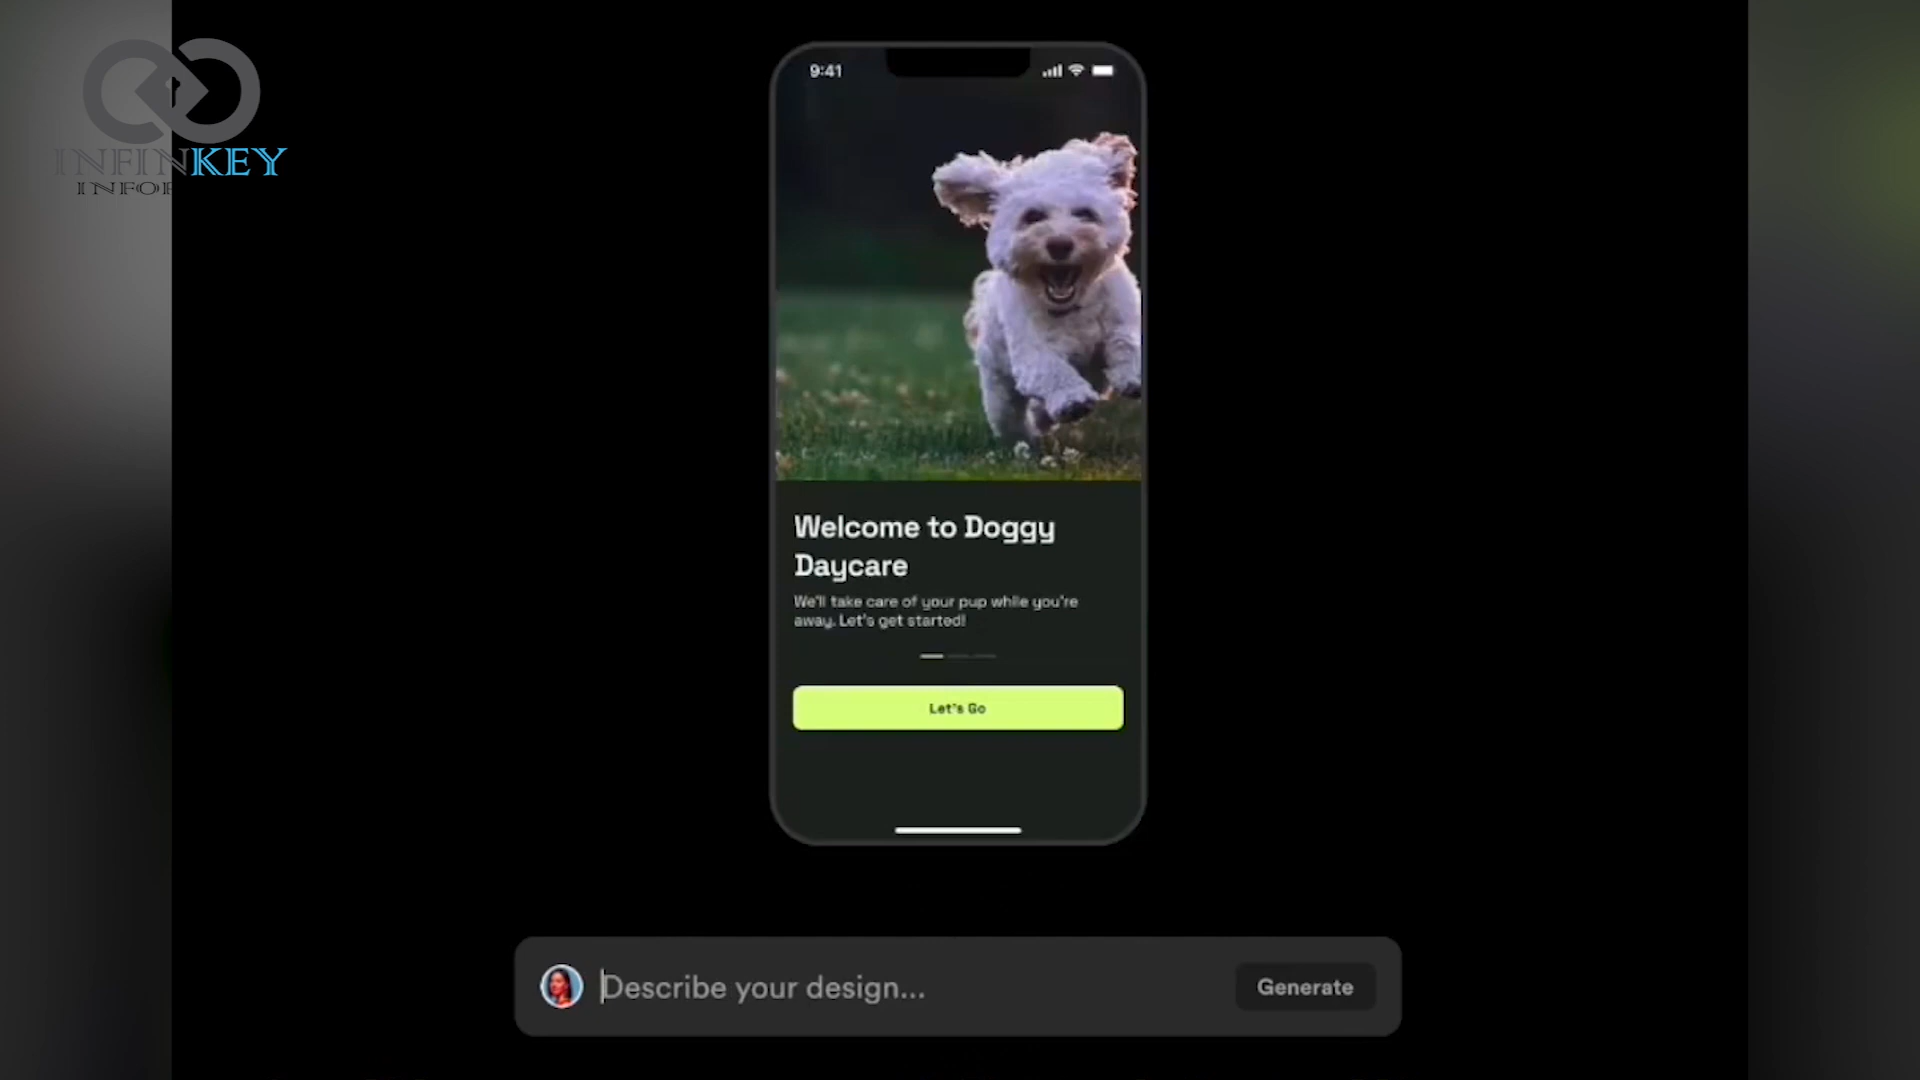 INFINKEY
INFOR
9:41
Welcome to Doggy
Daycare
We'll take care of your pup while you're
away. Let's get started!
Let's Go
Describe your design...
Generate